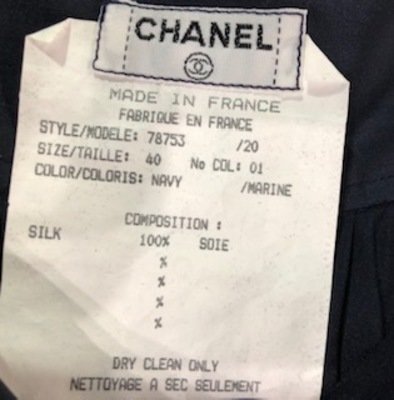 CHANEL
MADE IN FRANCE
FABRIQUE EN FRANCE
STYLE/MODELE: 78753 /20
SIZE/TAILLE: 40 No COL: 01
COLOR/COLORIS: NAVY /MARINE
COMPOSITION :
SILK 100% SOIE
%
%
%
%
DRY CLEAN ONLY
NETTOYAGE A SEC SEULEMENT